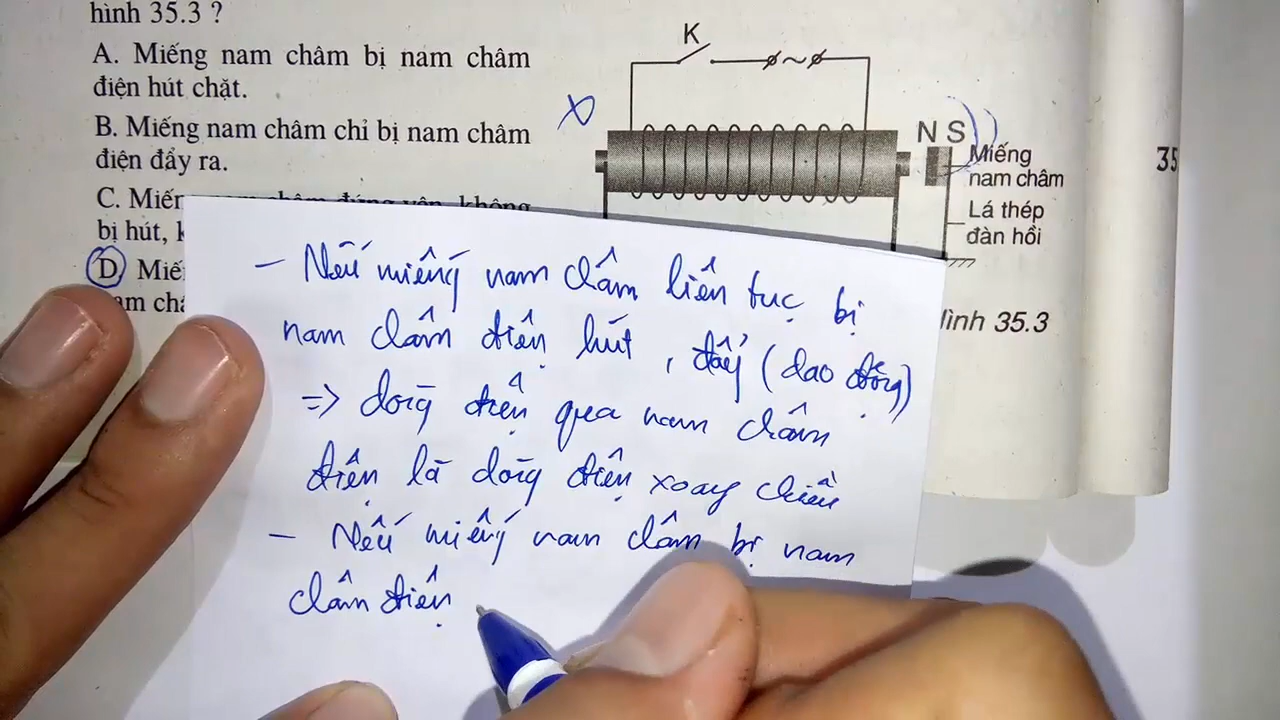 hình 35.3 ?
A. Miếng nam châm bị nam châm
điện hút chặt.
B. Miếng nam châm chỉ bị nam châm
điện đẩy ra.
C. Miến
bị hút, k
D Miế
am châ
K
N S
Miếng
nam châm
Lá thép
đàn hồi
Hình 35.3
35
- Nếu miếng nam châm liên tục bị
nam châm điện hút, đẩy (dao động)
=> dòng điện qua nam châm
điện là dòng điện xoay chiều
- Nếu miếng nam châm bị nam
châm điện